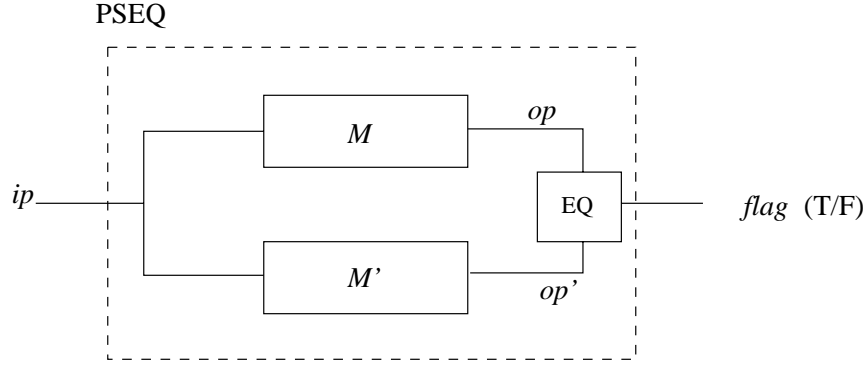 PSEQ
M
op
ip
EQ
flag (T/F)
M'
op'